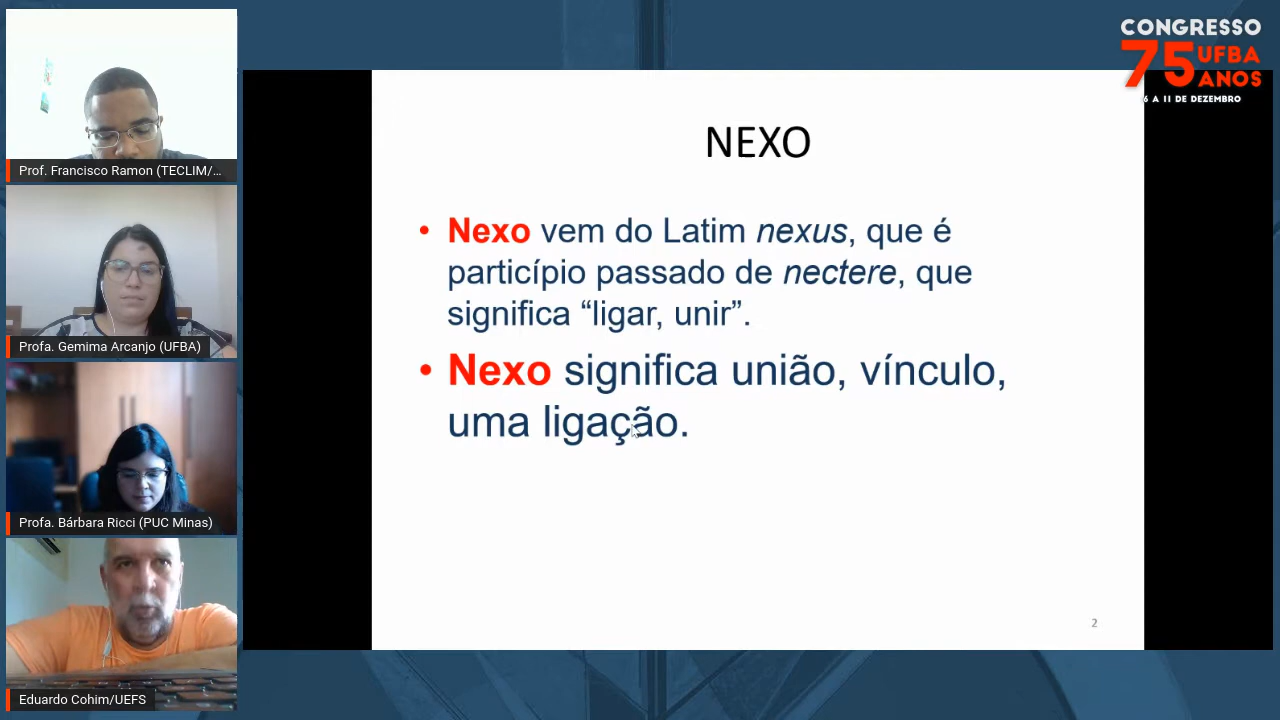 CONGRESSO
75 UFBA
ANOS
6 A 11 DE DEZEMBRO
Prof. Francisco Ramon (TECLIM/...
Profa. Gemima Arcanjo (UFBA)
Profa. Bárbara Ricci (PUC Minas)
Eduardo Cohim/UEFS
NEXO
• Nexo vem do Latim nexus, que é
particípio passado de nectere, que
significa “ligar, unir”.
• Nexo significa união, vínculo,
uma ligação.
2